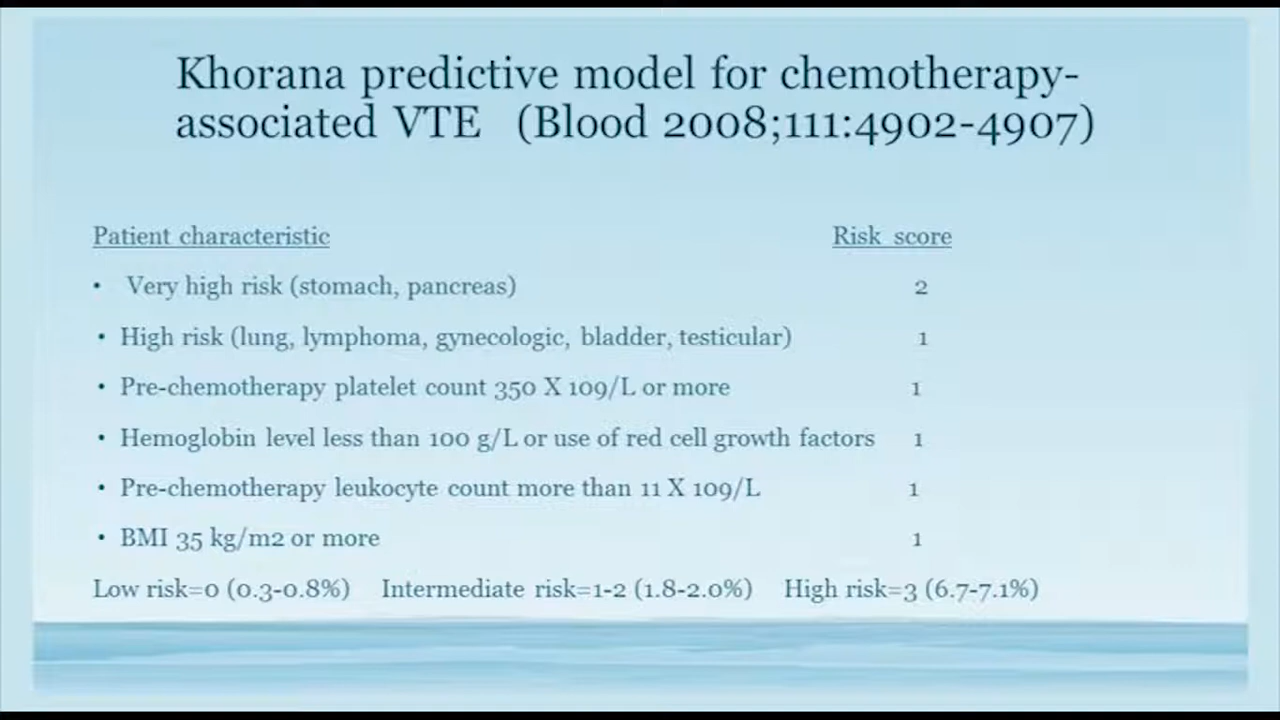 Khorana predictive model for chemotherapy-
associated VTE (Blood 2008;111:4902-4907)
Patient characteristic Risk score
• Very high risk (stomach, pancreas) 2
• High risk (lung, lymphoma, gynecologic, bladder, testicular) 1
• Pre-chemotherapy platelet count 350 X 109/L or more 1
• Hemoglobin level less than 100 g/L or use of red cell growth factors 1
• Pre-chemotherapy leukocyte count more than 11 X 109/L 1
• BMI 35 kg/m2 or more 1
Low risk=0 (0.3-0.8%) Intermediate risk=1-2 (1.8-2.0%) High risk=3 (6.7-7.1%)